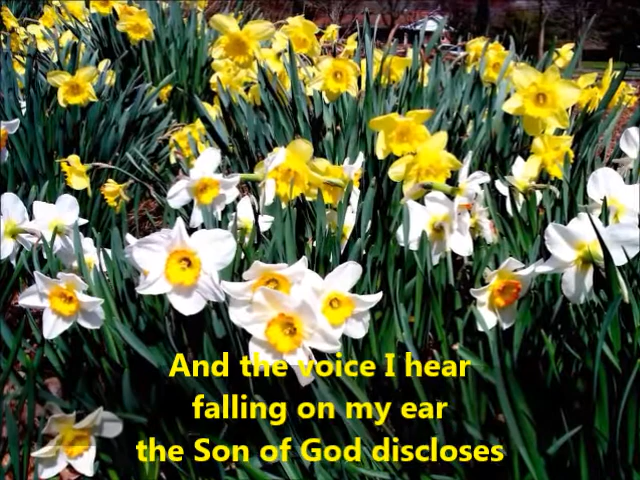 And the voice I hear
falling on my ear
the Son of God discloses